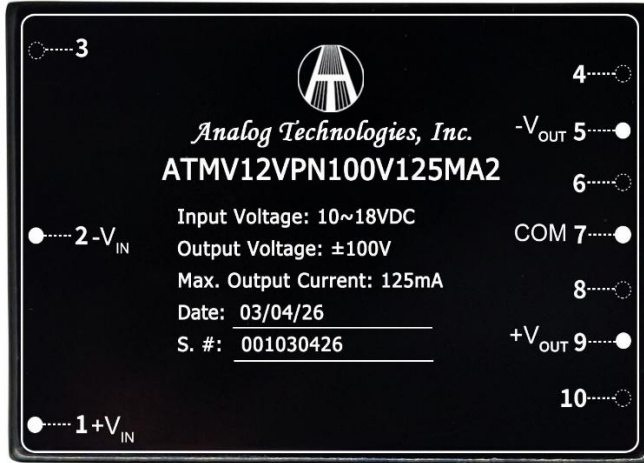 3
4
Analog Technologies, Inc.
-VOUT 5
ATMV12VPN100V125MA2
6
Input Voltage: 10~18VDC
2 -VIN
COM 7
Output Voltage: ±100V
Max. Output Current: 125mA
8
Date: 03/04/26
S. #: 001030426
+VOUT 9
10
1 +VIN